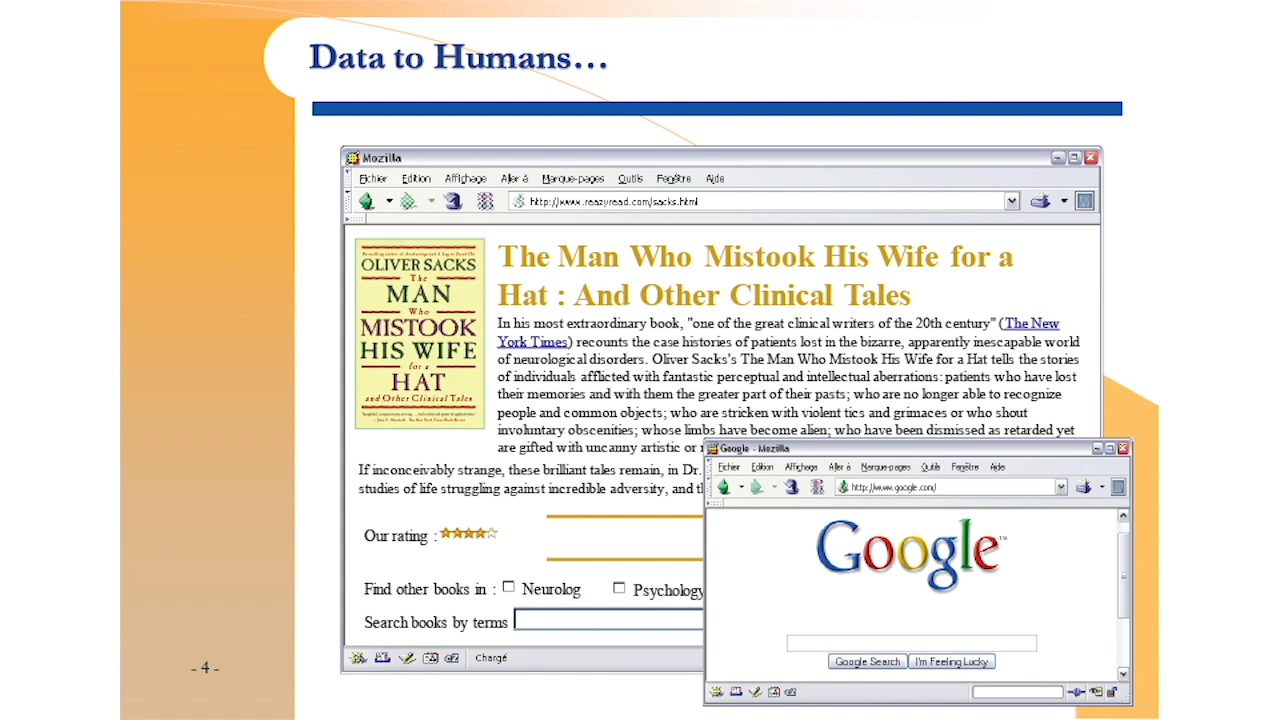 Data to Humans…
Mozilla
Fichier Edition Affichage Aller à Marque-pages Outils Fenêtre Aide
http://www.reazyread.com/sacks.html
OLIVER SACKS
The
MAN
Who
MISTOOK
HIS WIFE
for a
HAT
and Other Clinical Tales
The Man Who Mistook His Wife for a
Hat : And Other Clinical Tales
In his most extraordinary book, "one of the great clinical writers of the 20th century" (The New
York Times) recounts the case histories of patients lost in the bizarre, apparently inescapable world
of neurological disorders. Oliver Sacks's The Man Who Mistook His Wife for a Hat tells the stories
of individuals afflicted with fantastic perceptual and intellectual aberrations: patients who have lost
their memories and with them the greater part of their pasts; who are no longer able to recognize
people and common objects; who are stricken with violent tics and grimaces or who shout
involuntary obscenities; whose limbs have become alien; who have been dismissed as retarded yet
are gifted with uncanny artistic or
If inconceivably strange, these brilliant tales remain, in Dr.
studies of life struggling against incredible adversity, and
Our rating :
Find other books in : Neurolog Psychology
Search books by terms
Chargé
Google - Mozilla
Fichier Edition Affichage Aller à Marque-pages Outils Fenêtre Aide
http://www.google.com/
Google™
Google Search I'm Feeling Lucky
- 4 -